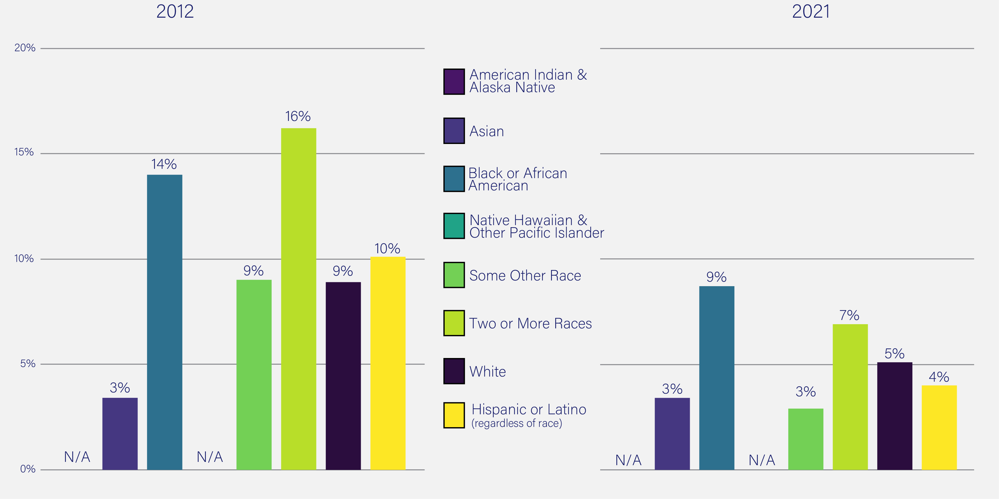 2012
20%
15%
10%
5%
0%
N/A
3%
14%
N/A
9%
16%
9%
10%
American Indian &
Alaska Native
Asian
Black or African
American
Native Hawaiian &
Other Pacific Islander
Some Other Race
Two or More Races
White
Hispanic or Latino
(regardless of race)
2021
N/A
3%
9%
N/A
3%
7%
5%
4%